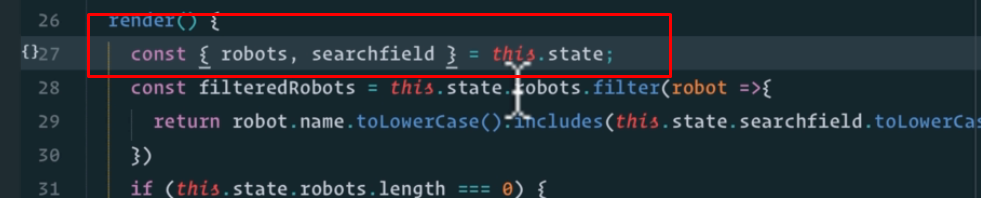 26 render() {
{}27 const { robots, searchfield } = this.state;
28 const filteredRobots = this.state.robots.filter(robot =>{
29 return robot.name.toLowerCase().includes(this.state.searchfield.toLowerCas
30 })
31 if (this.state.robots.length === 0) {